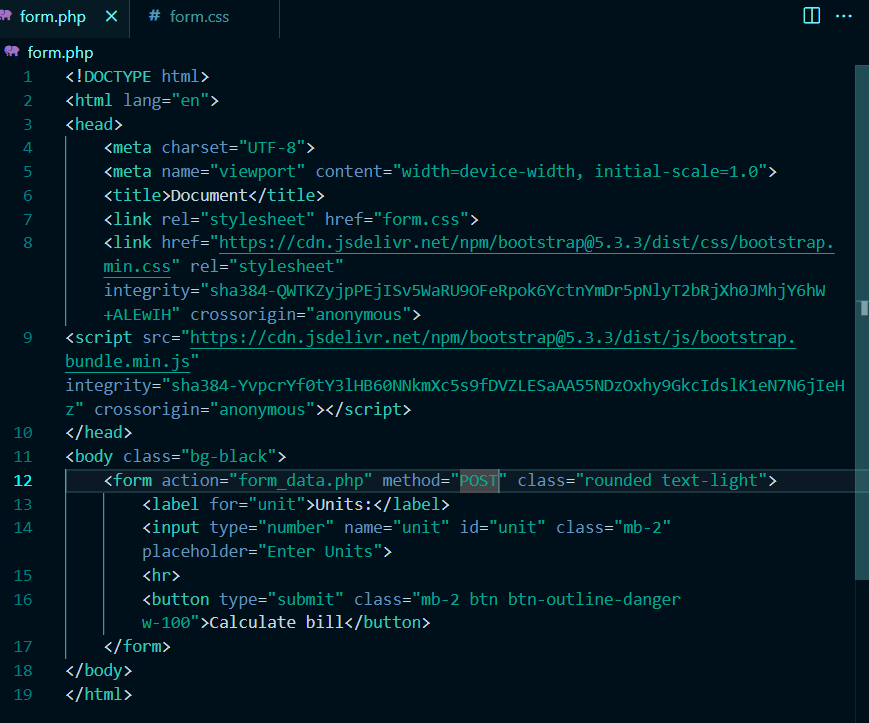 form.php
# form.css
form.php
1 <!DOCTYPE html>
2 <html lang="en">
3 <head>
4 <meta charset="UTF-8">
5 <meta name="viewport" content="width=device-width, initial-scale=1.0">
6 <title>Document</title>
7 <link rel="stylesheet" href="form.css">
8 <link href="https://cdn.jsdelivr.net/npm/bootstrap@5.3.3/dist/css/bootstrap.
min.css" rel="stylesheet"
integrity="sha384-QWTKZyjpPEjISv5WaRU9OFeRpok6YctnYmDr5pNlyT2bRjXh0JMhjY6hW
+ALEwIH" crossorigin="anonymous">
9 <script src="https://cdn.jsdelivr.net/npm/bootstrap@5.3.3/dist/js/bootstrap.
bundle.min.js"
integrity="sha384-YvpcrYf0tY3lHB60NNkmXc5s9fDVZLESaAA55NDzOxhy9GkcIdslK1eN7N6jIeH
z" crossorigin="anonymous"></script>
10 </head>
11 <body class="bg-black">
12 <form action="form_data.php" method="POST" class="rounded text-light">
13 <label for="unit">Units:</label>
14 <input type="number" name="unit" id="unit" class="mb-2"
placeholder="Enter Units">
15 <hr>
16 <button type="submit" class="mb-2 btn btn-outline-danger
w-100">Calculate bill</button>
17 </form>
18 </body>
19 </html>